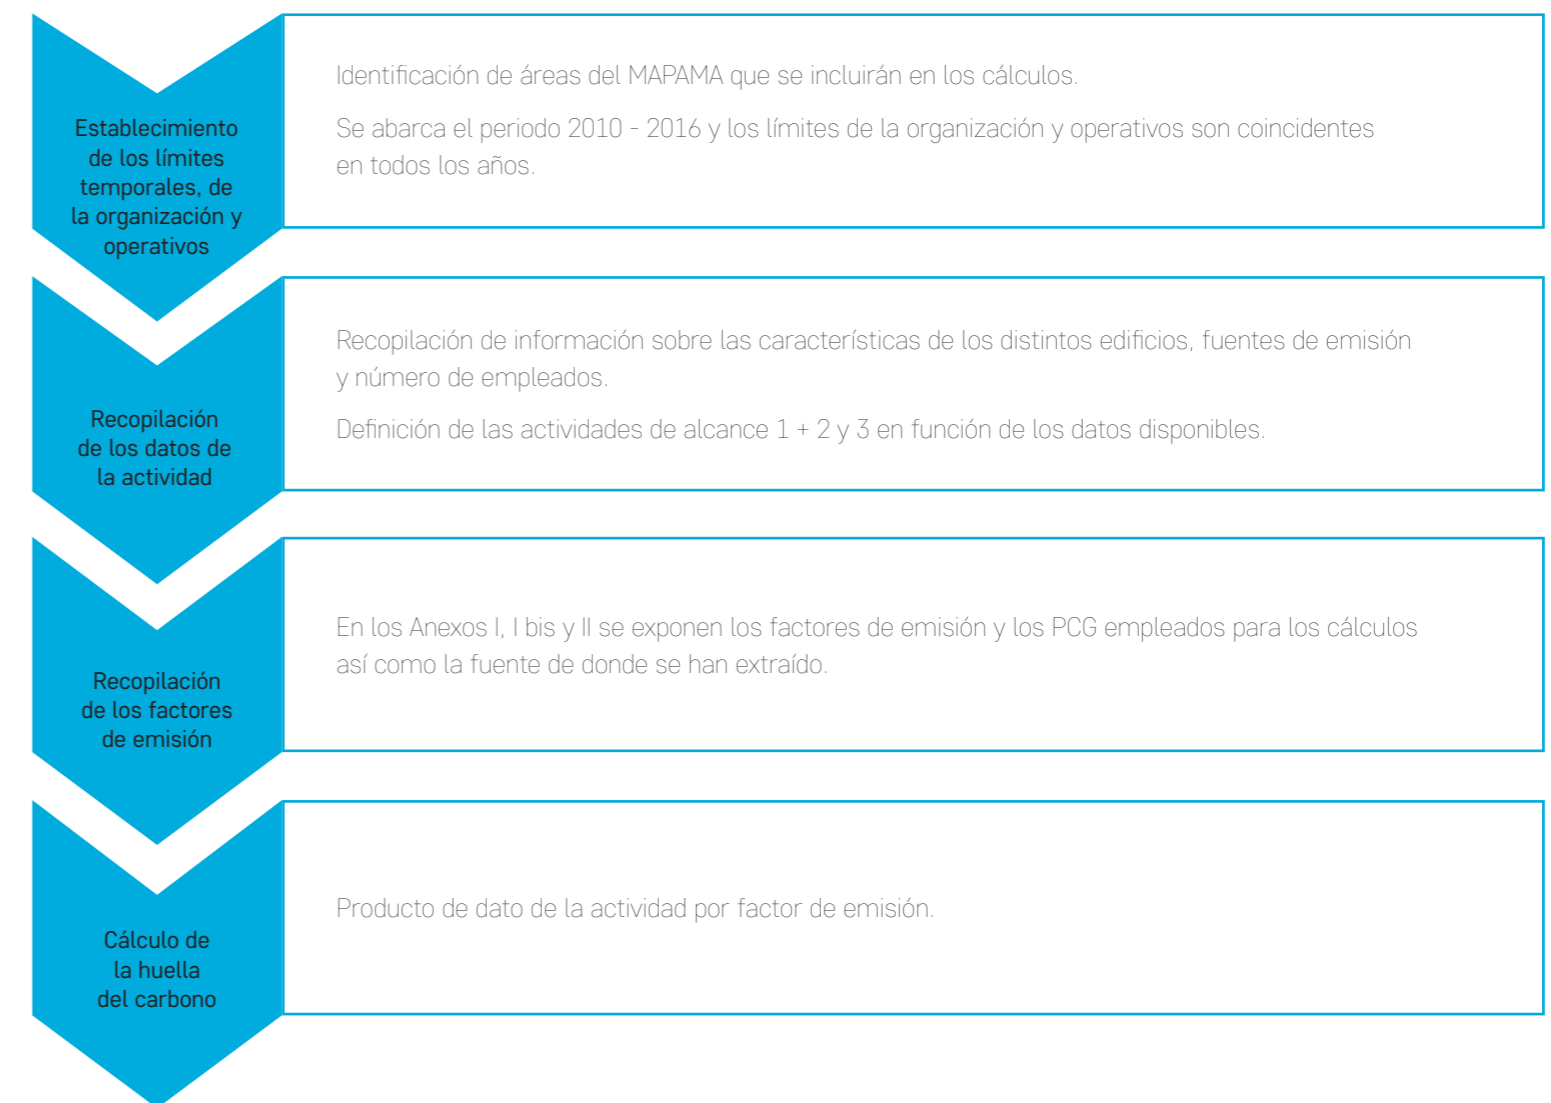 Establecimiento
de los límites
temporales, de
la organización y
operativos
Identificación de áreas del MAPAMA que se incluirán en los cálculos.
Se abarca el periodo 2010 - 2016 y los límites de la organización y operativos son coincidentes
en todos los años.
Recopilación
de los datos de
la actividad
Recopilación de información sobre las características de los distintos edificios, fuentes de emisión
y número de empleados.
Definición de las actividades de alcance 1 + 2 y 3 en función de los datos disponibles.
Recopilación
de los factores
de emisión
En los Anexos I, I bis y II se exponen los factores de emisión y los PCG empleados para los cálculos
así como la fuente de donde se han extraído.
Cálculo de
la huella
del carbono
Producto de dato de la actividad por factor de emisión.